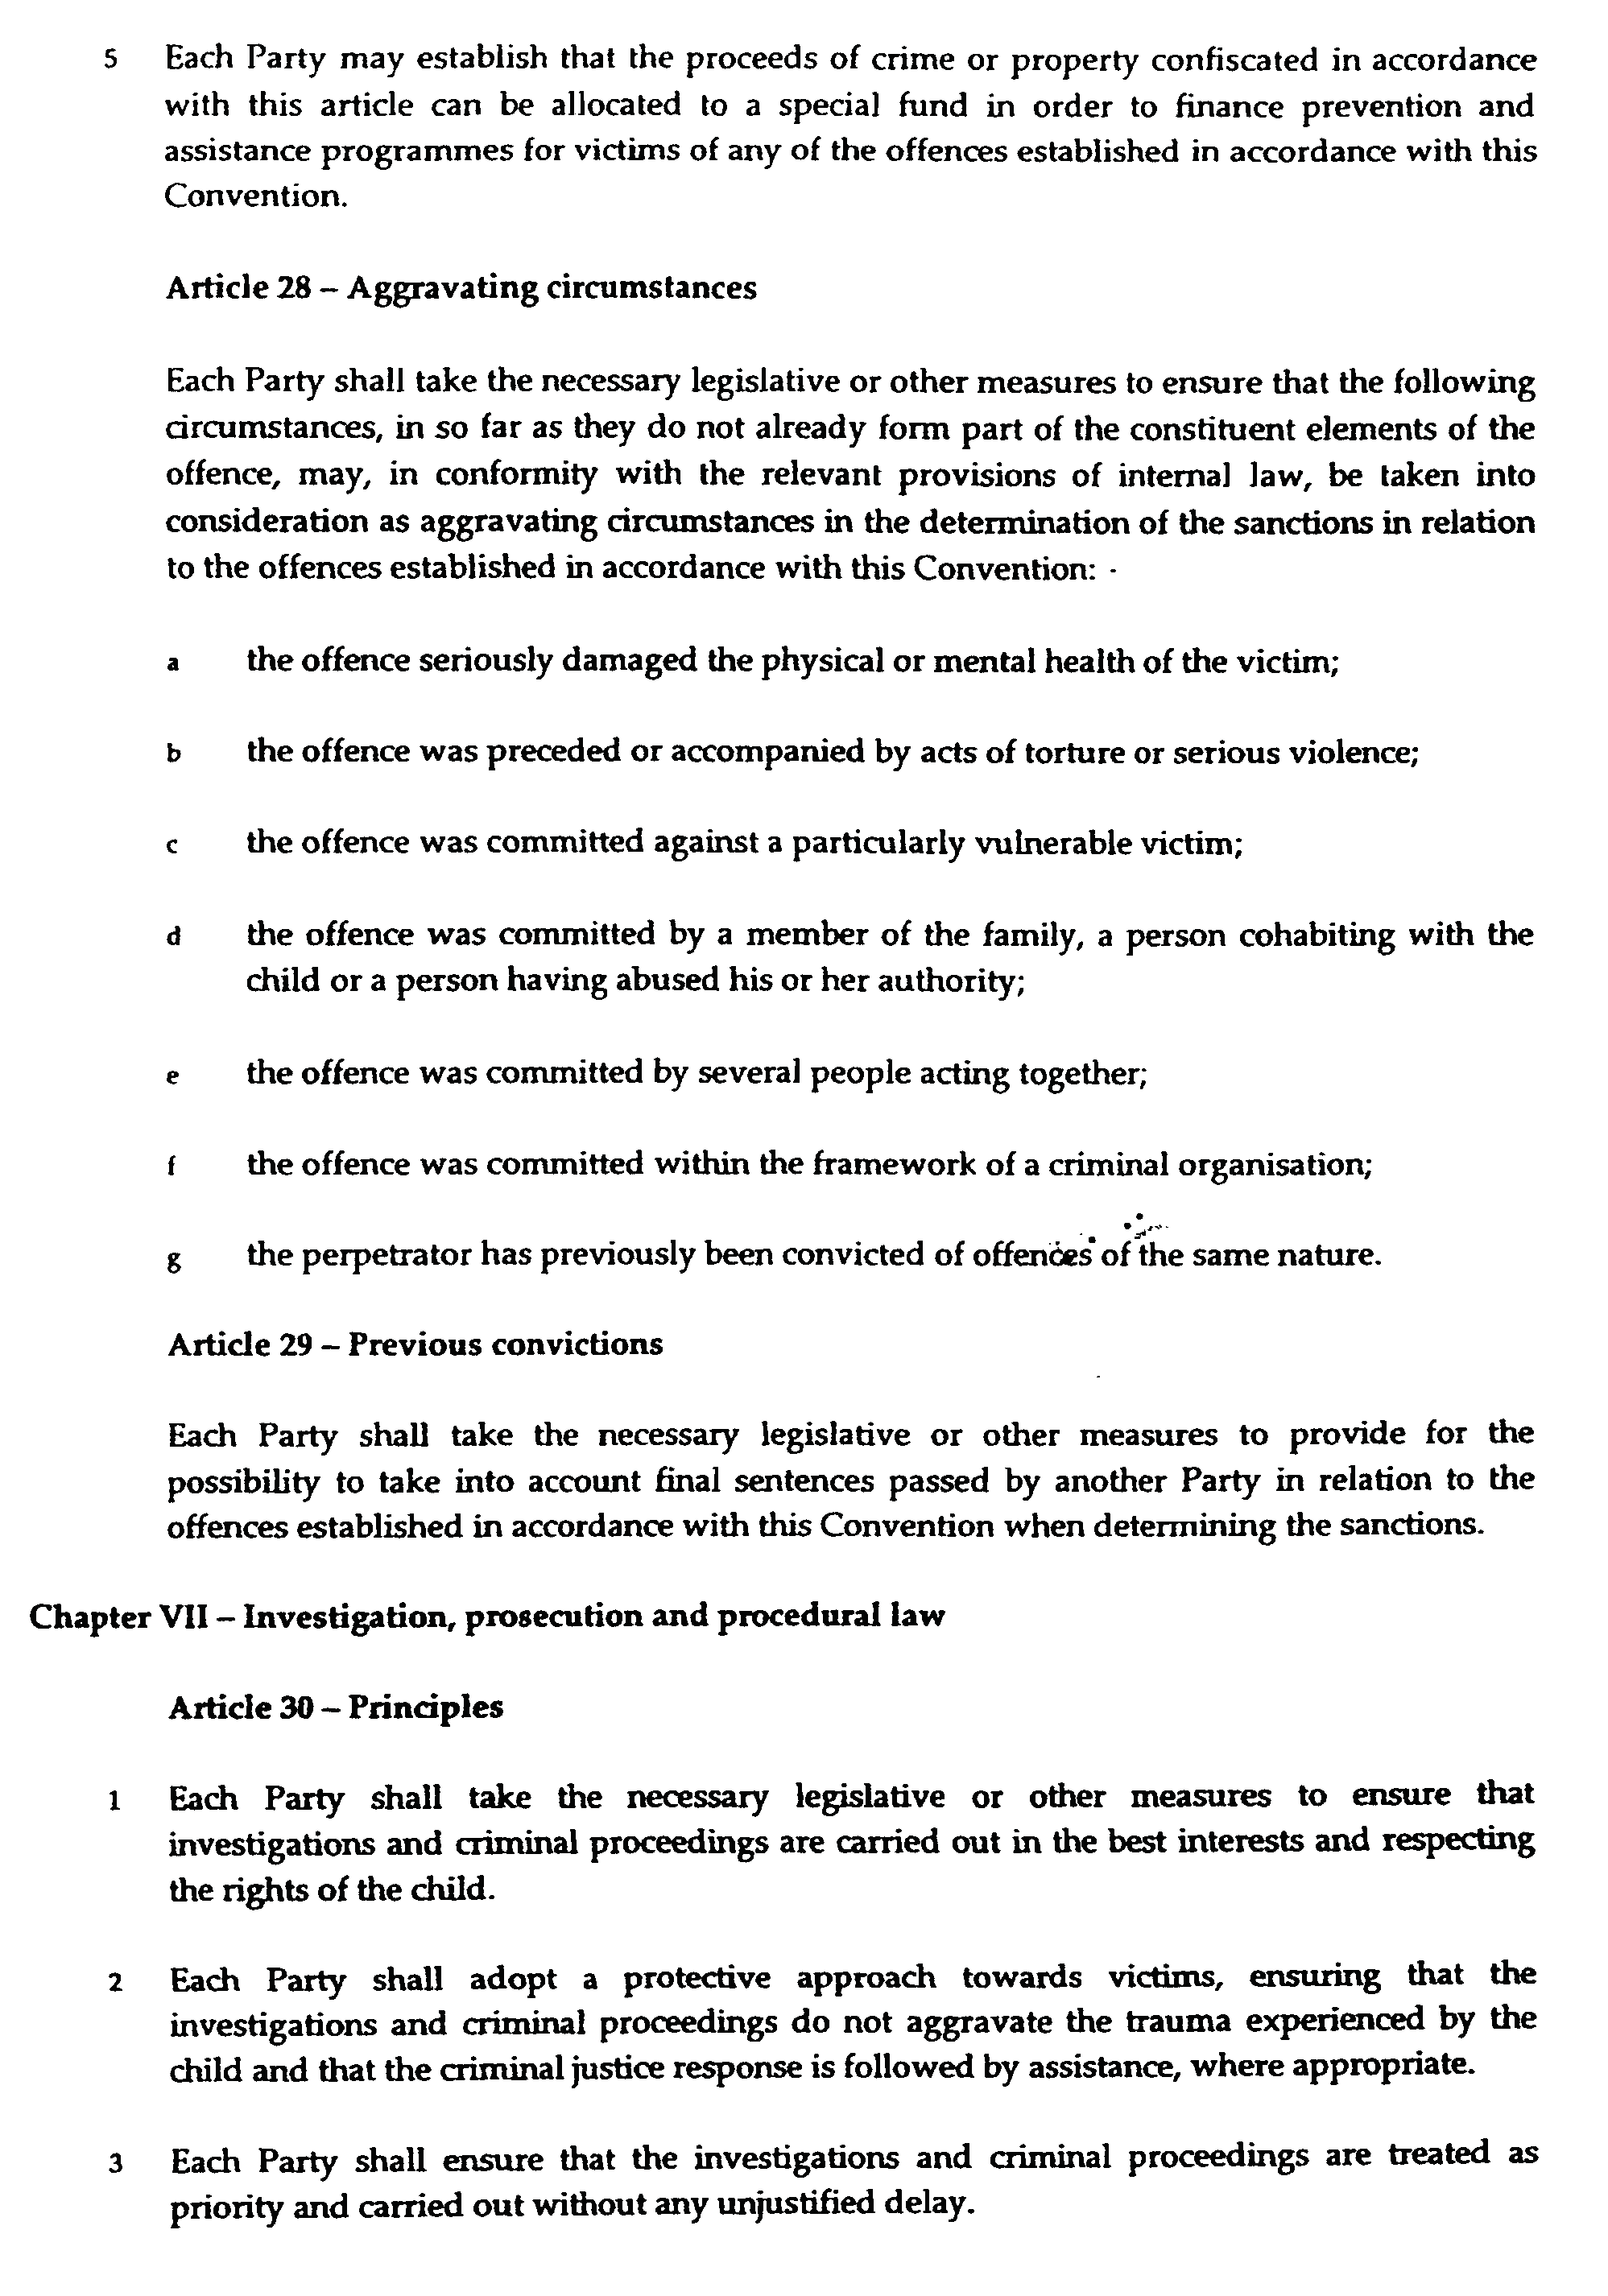 5 Each Party may establish that the proceeds of crime or property confiscated in accordance
with this article can be allocated to a special fund in order to finance prevention and
assistance programmes for victims of any of the offences established in accordance with this
Convention.
Article 28 – Aggravating circumstances
Each Party shall take the necessary legislative or other measures to ensure that the following
circumstances, in so far as they do not already form part of the constituent elements of the
offence, may, in conformity with the relevant provisions of internal law, be taken into
consideration as aggravating circumstances in the determination of the sanctions in relation
to the offences established in accordance with this Convention:
a the offence seriously damaged the physical or mental health of the victim;
b the offence was preceded or accompanied by acts of torture or serious violence;
c the offence was committed against a particularly vulnerable victim;
d the offence was committed by a member of the family, a person cohabiting with the
child or a person having abused his or her authority;
e the offence was committed by several people acting together;
f the offence was committed within the framework of a criminal organisation;
g the perpetrator has previously been convicted of offences of the same nature.
Article 29 – Previous convictions
Each Party shall take the necessary legislative or other measures to provide for the
possibility to take into account final sentences passed by another Party in relation to the
offences established in accordance with this Convention when determining the sanctions.
Chapter VII – Investigation, prosecution and procedural law
Article 30 – Principles
1 Each Party shall take the necessary legislative or other measures to ensure that
investigations and criminal proceedings are carried out in the best interests and respecting
the rights of the child.
2 Each Party shall adopt a protective approach towards victims, ensuring that the
investigations and criminal proceedings do not aggravate the trauma experienced by the
child and that the criminal justice response is followed by assistance, where appropriate.
3 Each Party shall ensure that the investigations and criminal proceedings are treated as
priority and carried out without any unjustified delay.